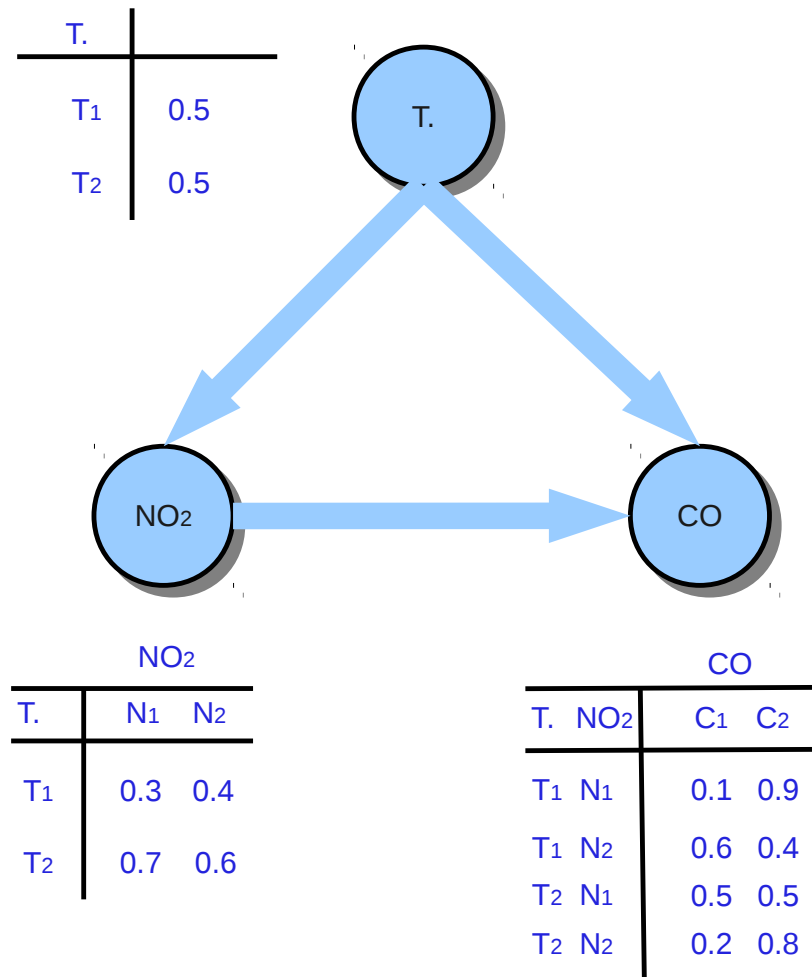 T.
T1 0.5
T2 0.5
T.
NO2
CO
NO2
T. N1 N2
T1 0.3 0.4
T2 0.7 0.6
CO
T. NO2 C1 C2
T1 N1 0.1 0.9
T1 N2 0.6 0.4
T2 N1 0.5 0.5
T2 N2 0.2 0.8